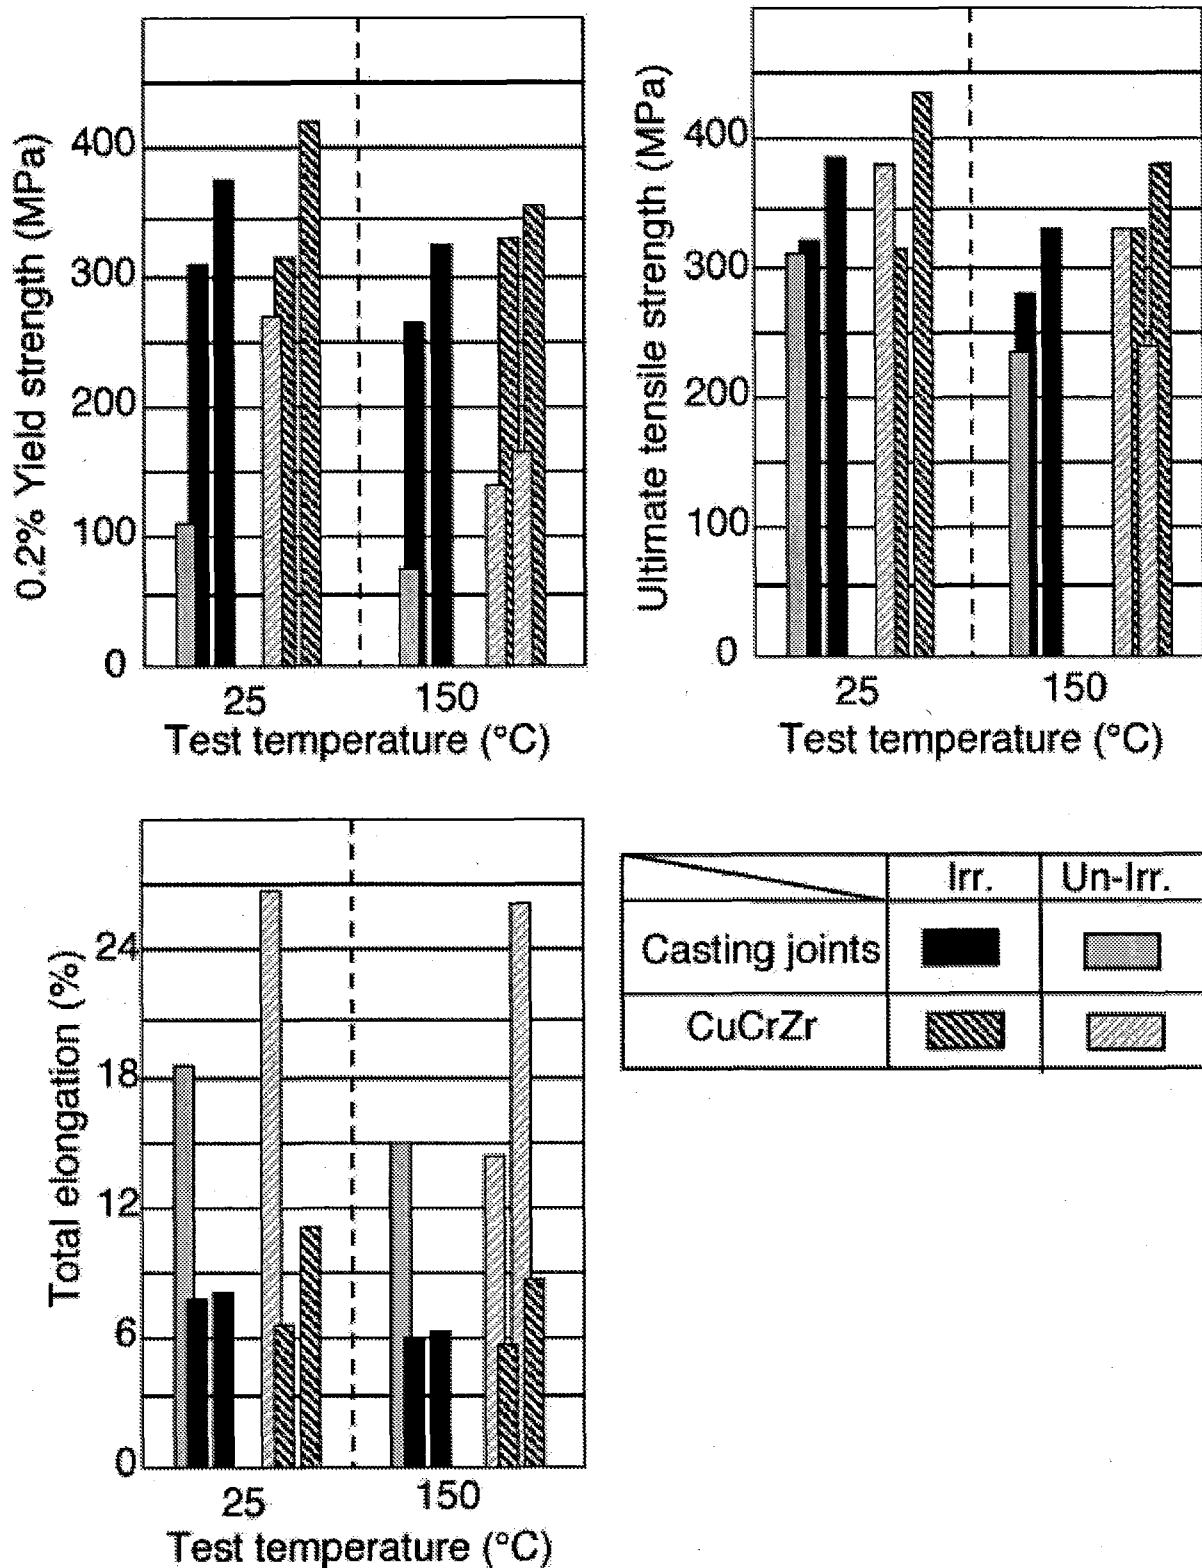 0.2% Yield strength (MPa)
400
300
200
100
0
25 150
Test temperature (°C)
Ultimate tensile strength (MPa)
400
300
200
100
0
25 150
Test temperature (°C)
Total elongation (%)
24
18
12
6
0
25 150
Test temperature (°C)
Irr. Un-Irr.
Casting joints
CuCrZr